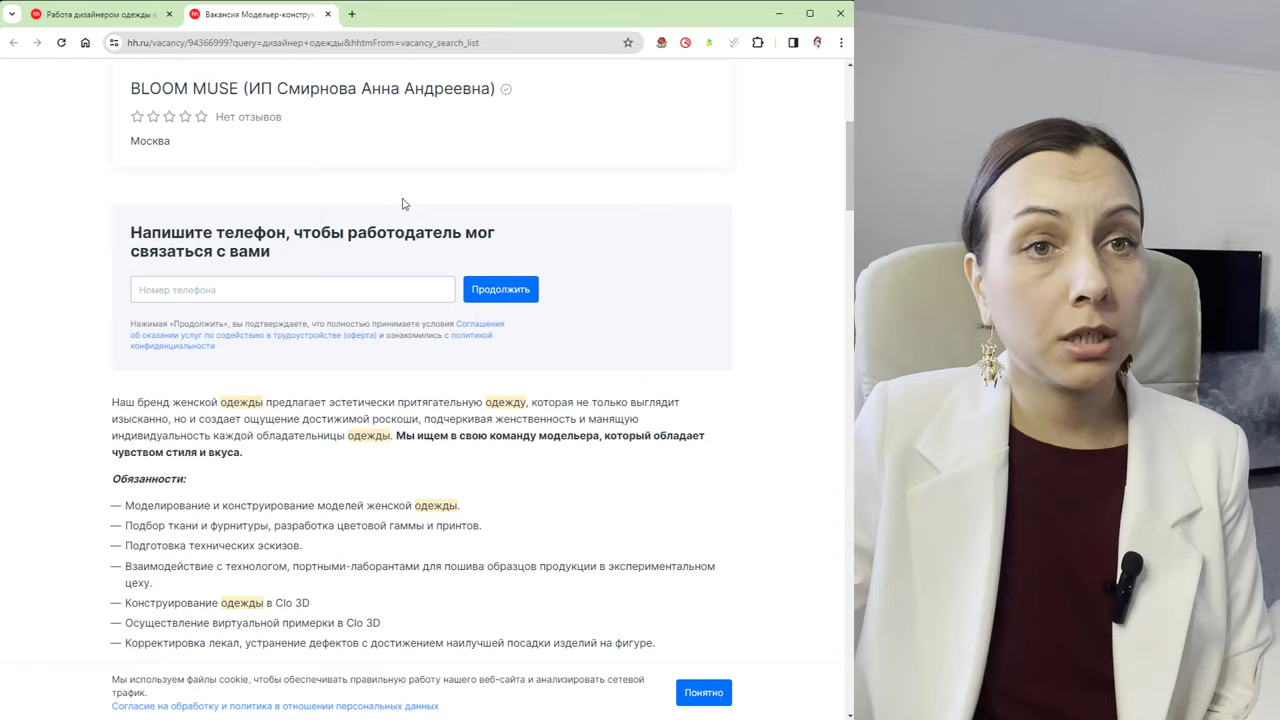 Работа дизайнером одежды в
Вакансия Модельер-констру
hh.ru/vacancy/94366999?query=дизайнер+одежды&hhtmFrom=vacancy_search_list
BLOOM MUSE (ИП Смирнова Анна Андреевна)
Нет отзывов
Москва
Напишите телефон, чтобы работодатель мог
связаться с вами
Номер телефона
Продолжить
Нажимая «Продолжить», вы подтверждаете, что полностью принимаете условия Соглашения
об оказании услуг по содействию в трудоустройстве (оферта) и ознакомились с политикой
конфиденциальности
Наш бренд женской одежды предлагает эстетически притягательную одежду, которая не только выглядит
изысканно, но и создает ощущение достижимой роскоши, подчеркивая женственность и манящую
индивидуальность каждой обладательницы одежды. Мы ищем в свою команду модельера, который обладает
чувством стиля и вкуса.
Обязанности:
— Моделирование и конструирование моделей женской одежды.
— Подбор ткани и фурнитуры, разработка цветовой гаммы и принтов.
— Подготовка технических эскизов.
— Взаимодействие с технологом, портными-лаборантами для пошива образцов продукции в экспериментальном
цеху.
— Конструирование одежды в Clo 3D
— Осуществление виртуальной примерки в Clo 3D
— Корректировка лекал, устранение дефектов с достижением наилучшей посадки изделий на фигуре.
Мы используем файлы cookie, чтобы обеспечивать правильную работу нашего веб-сайта и анализировать сетевой
трафик.
Согласие на обработку и политика в отношении персональных данных
Понятно